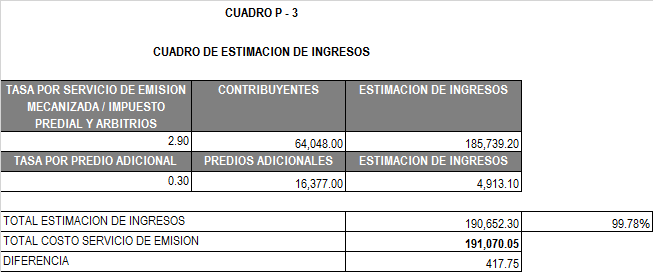 CUADRO P - 3
CUADRO DE ESTIMACION DE INGRESOS
TASA POR SERVICIO DE EMISION MECANIZADA / IMPUESTO PREDIAL Y ARBITRIOS CONTRIBUYENTES ESTIMACION DE INGRESOS
2.90 64,048.00 185,739.20
TASA POR PREDIO ADICIONAL PREDIOS ADICIONALES ESTIMACION DE INGRESOS
0.30 16,377.00 4,913.10
TOTAL ESTIMACION DE INGRESOS 190,652.30 99.78%
TOTAL COSTO SERVICIO DE EMISION 191,070.05
DIFERENCIA 417.75